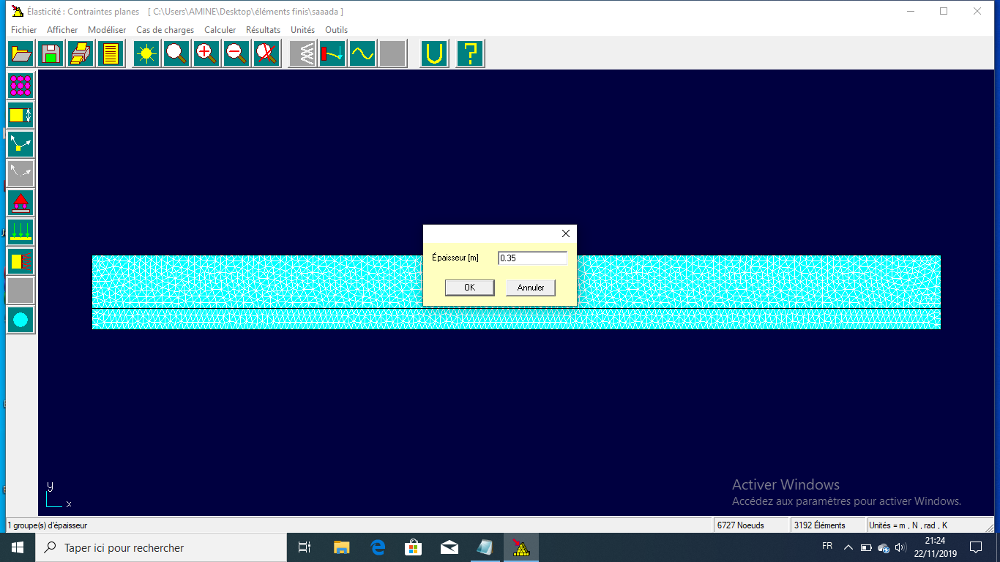 Élasticité : Contraintes planes [ C:\Users\AMINE\Desktop\éléments finis\saaada ]
Fichier Afficher Modéliser Cas de charges Calculer Résultats Unités Outils
Épaisseur [m] 0.35
OK Annuler
y
x
Activer Windows
Accédez aux paramètres pour activer Windows.
1 groupe(s) d'épaisseur 6727 Noeuds 3192 Éléments Unités = m , N , rad , K
Taper ici pour rechercher FR 21:24
22/11/2019